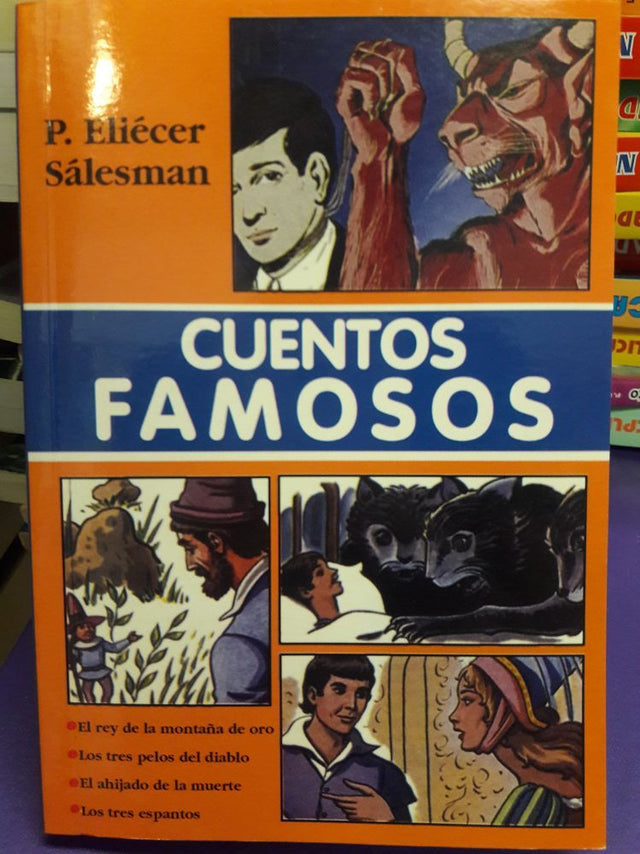 P. Eliécer
Sálesman
CUENTOS
FAMOSOS
El rey de la montaña de oro
Los tres pelos del diablo
El ahijado de la muerte
Los tres espantos